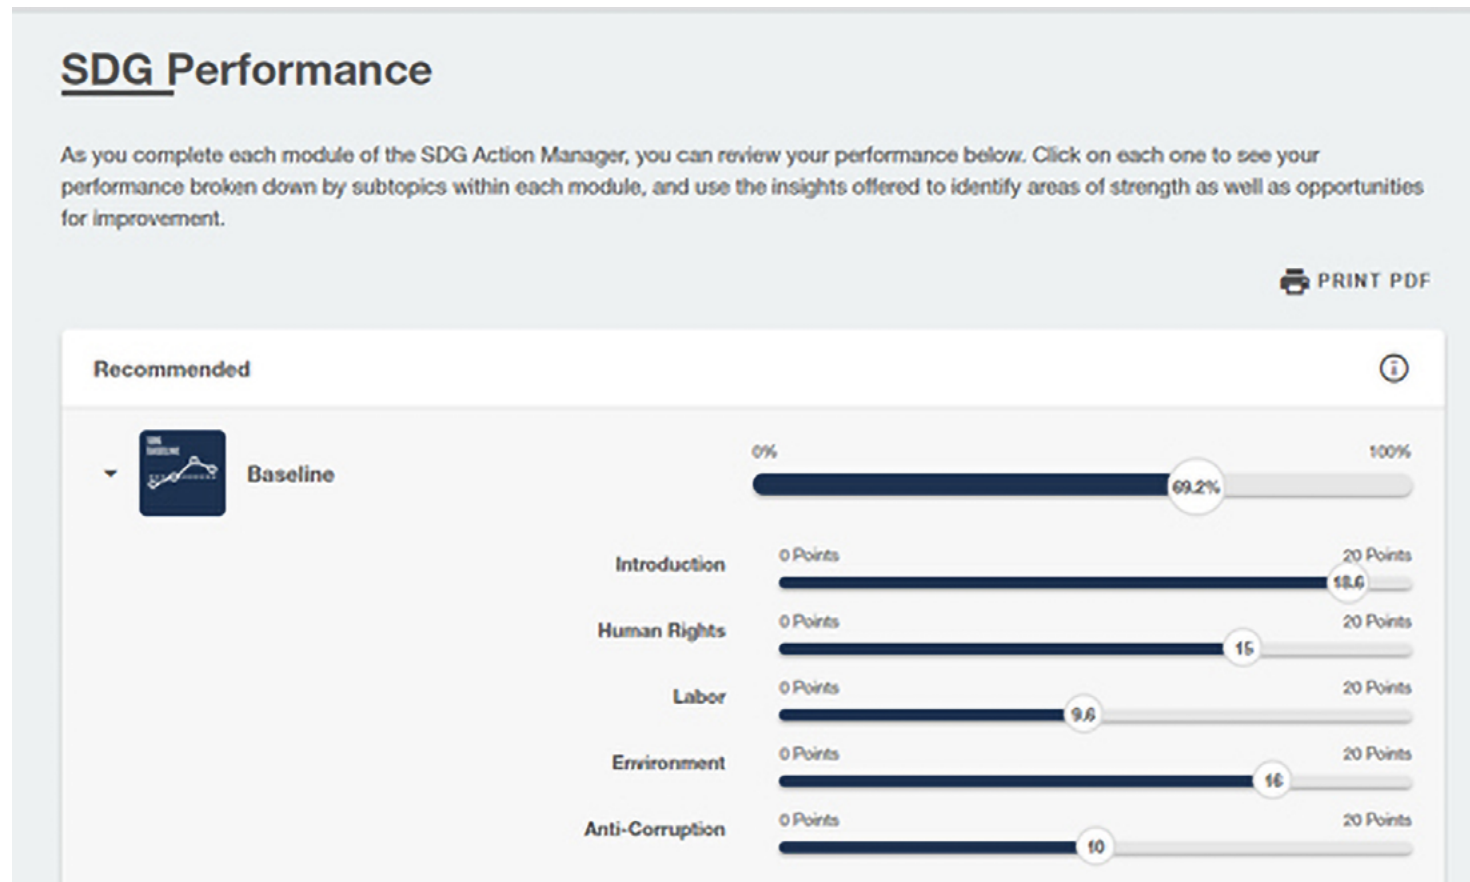 SDG Performance
As you complete each module of the SDG Action Manager, you can review your performance below. Click on each one to see your
performance broken down by subtopics within each module, and use the insights offered to identify areas of strength as well as opportunities
for improvement.
PRINT PDF
Recommended
SDG
BASELINE
Baseline
0% 100%
69.2%
Introduction
0 Points 20 Points
18.6
Human Rights
0 Points 20 Points
15
Labor
0 Points 20 Points
9.6
Environment
0 Points 20 Points
16
Anti-Corruption
0 Points 20 Points
10